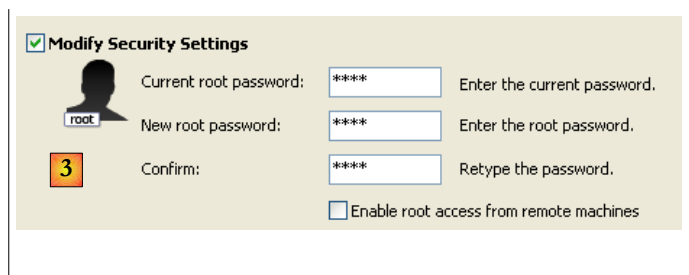 Modify Security Settings
Current root password: **** Enter the current password.
root
New root password: **** Enter the root password.
3
Confirm: **** Retype the password.
Enable root access from remote machines